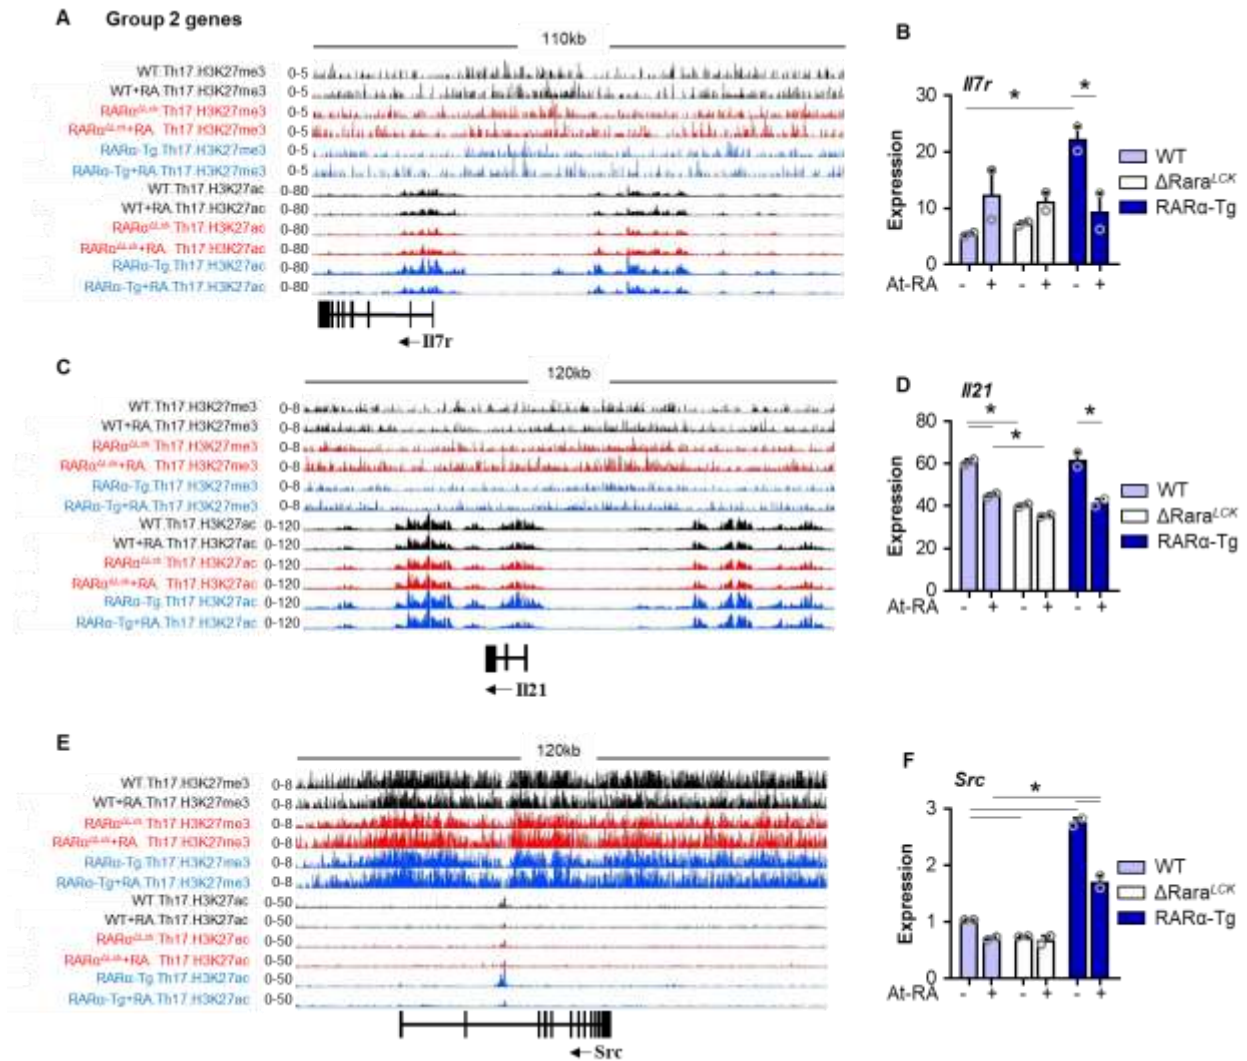 A Group 2 genes
110kb
WT.Th17.H3K27me3 0-5
WT+RA.Th17.H3K27me3 0-5
Th17.H3K27me3 0-5
+RA. Th17.H3K27me3 0-5
RARα-Tg.Th17.H3K27me3 0-5
RARα-Tg+RA.Th17.H3K27me3 0-5
WT.Th17.H3K27ac 0-80
WT+RA.Th17.H3K27ac 0-80
Th17.H3K27ac 0-80
+RA. Th17.H3K27ac 0-80
RARα-Tg.Th17.H3K27ac 0-80
RARα-Tg+RA.Th17.H3K27ac 0-80
Il7r
B
Il7r
* *
Expression
30
20
10
0
At-RA - + - + - +
WT
ΔRara^LCK
RARα-Tg
C
120kb
WT.Th17.H3K27me3 0-8
WT+RA.Th17.H3K27me3 0-8
Th17.H3K27me3 0-8
+RA. Th17.H3K27me3 0-8
RARα-Tg.Th17.H3K27me3 0-8
RARα-Tg+RA.Th17.H3K27me3 0-8
WT.Th17.H3K27ac 0-120
WT+RA.Th17.H3K27ac 0-120
Th17.H3K27ac 0-120
+RA. Th17.H3K27ac 0-120
RARα-Tg.Th17.H3K27ac 0-120
RARα-Tg+RA.Th17.H3K27ac 0-120
Il21
D
Il21
* * *
Expression
80
60
40
20
0
At-RA - + - + - +
WT
ΔRara^LCK
RARα-Tg
E
120kb
WT.Th17.H3K27me3 0-8
WT+RA.Th17.H3K27me3 0-8
Th17.H3K27me3 0-8
+RA. Th17.H3K27me3 0-8
RARα-Tg.Th17.H3K27me3 0-8
RARα-Tg+RA.Th17.H3K27me3 0-8
WT.Th17.H3K27ac 0-50
WT+RA.Th17.H3K27ac 0-50
Th17.H3K27ac 0-50
+RA. Th17.H3K27ac 0-50
RARα-Tg.Th17.H3K27ac 0-50
RARα-Tg+RA.Th17.H3K27ac 0-50
Src
F
Src
*
Expression
3
2
1
0
At-RA - + - + - +
WT
ΔRara^LCK
RARα-Tg